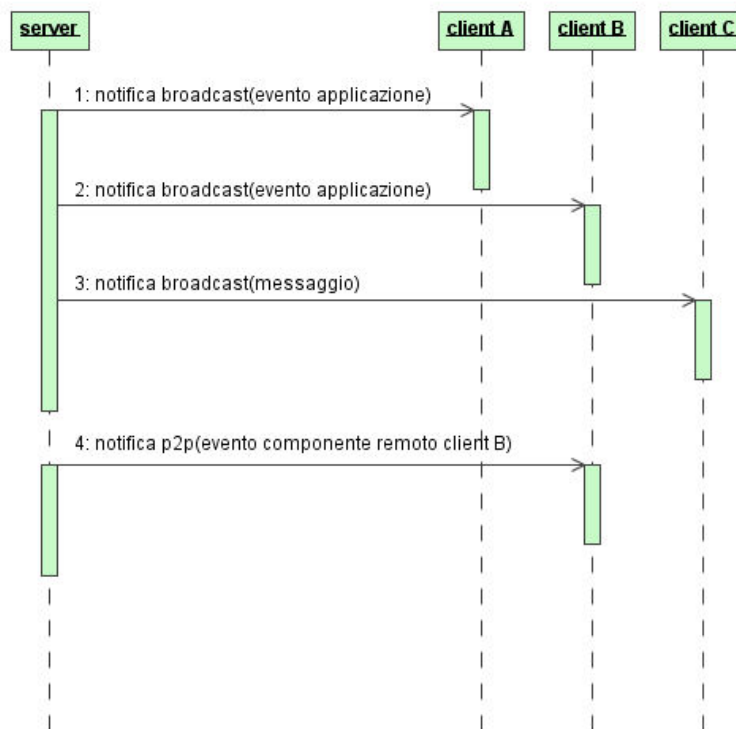 server
client A
client B
client C
1: notifica broadcast(evento applicazione)
2: notifica broadcast(evento applicazione)
3: notifica broadcast(messaggio)
4: notifica p2p(evento componente remoto client B)